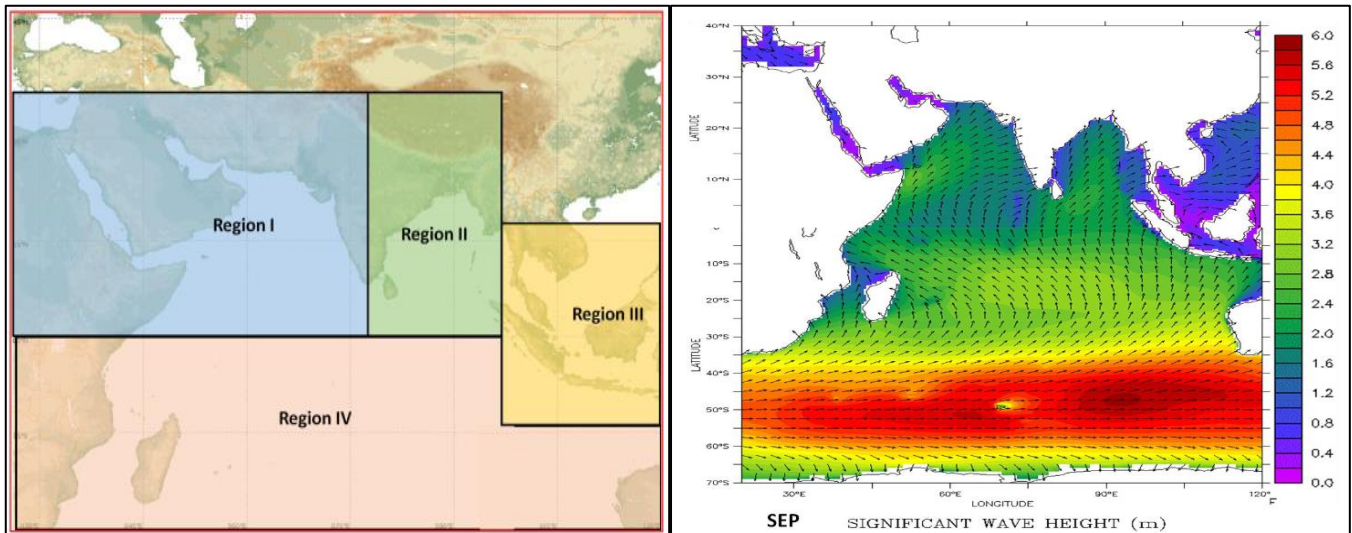 Region I
Region II
Region III
Region IV
40°N
30°N
20°N
10°N
10°S
20°S
30°S
40°S
50°S
60°S
70°S
LATITUDE
LATITUDE
30°E
60°E
90°E
120°E
LONGITUDE
F
SEP SIGNIFICANT WAVE HEIGHT (m)
6.0
5.6
5.2
4.8
4.4
4.0
3.6
3.2
2.8
2.4
2.0
1.6
1.2
0.8
0.4
0.0